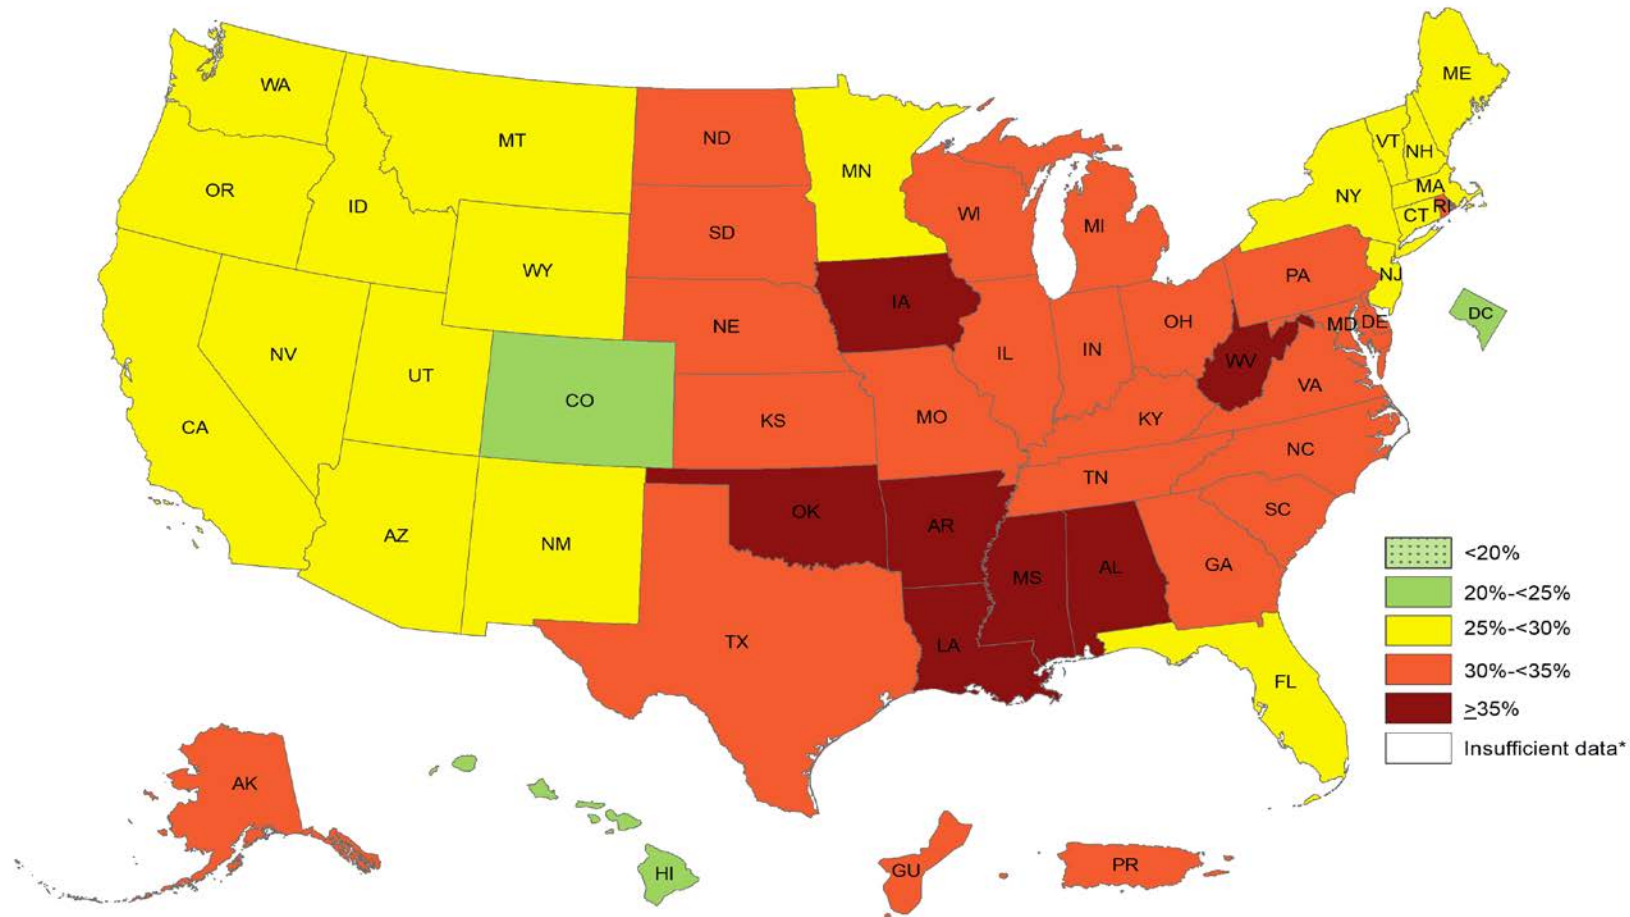 ME
WA
MT
ND
VT
NH
MN
OR
MA
NY
ID
WI
CT
RI
MI
SD
WY
PA
NJ
IA
DC
NE
OH
MD
DE
NV
IL
IN
WV
UT
VA
CO
KS
MO
KY
CA
NC
TN
OK
SC
AR
AZ
NM
<20%
GA
AL
MS
20%-<25%
25%-<30%
TX
LA
30%-<35%
FL
≥35%
Insufficient data*
AK
PR
GU
HI